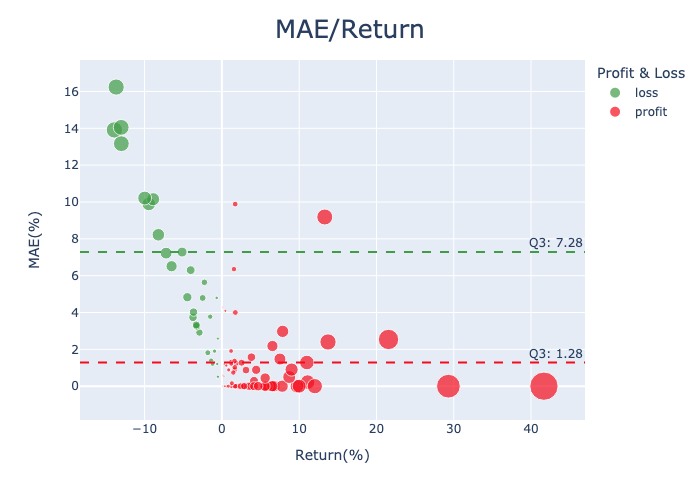 MAE/Return
Profit & Loss
loss
profit
16
14
12
10
8
6
4
2
0
MAE(%)
Q3: 7.28
Q3: 1.28
−10
0
10
20
30
40
Return(%)